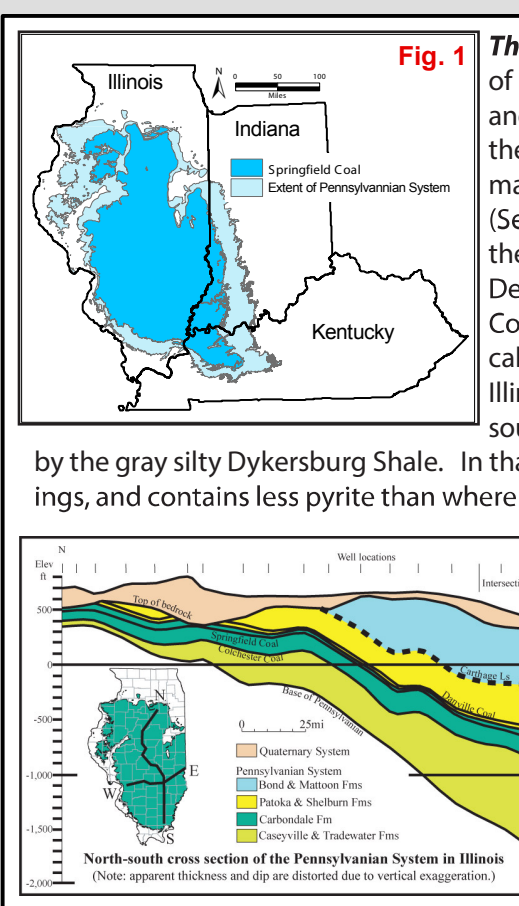 Fig. 1
Illinois
N
0 50 100
Miles
Indiana
Springfield Coal
Extent of Pennsylvannian System
Kentucky
Th
of
and
the
ma
(Se
the
De
Co
cal
Illin
sou
by the gray silty Dykersburg Shale. In tha
ings, and contains less pyrite than where
N
Elev
ft
Well locations
Intersecti
500
0
-500
-1,000
-1,500
-2,000
Top of bedrock
Springfield Coal
Colchester Coal
Base of Pennsylvanian
Carthage Ls
Danville Coal
N
E
W
S
0 25mi
Quaternary System
Pennsylvanian System
Bond & Mattoon Fms
Patoka & Shelburn Fms
Carbondale Fm
Caseyville & Tradewater Fms
North-south cross section of the Pennsylvanian System in Illinois
(Note: apparent thickness and dip are distorted due to vertical exaggeration.)